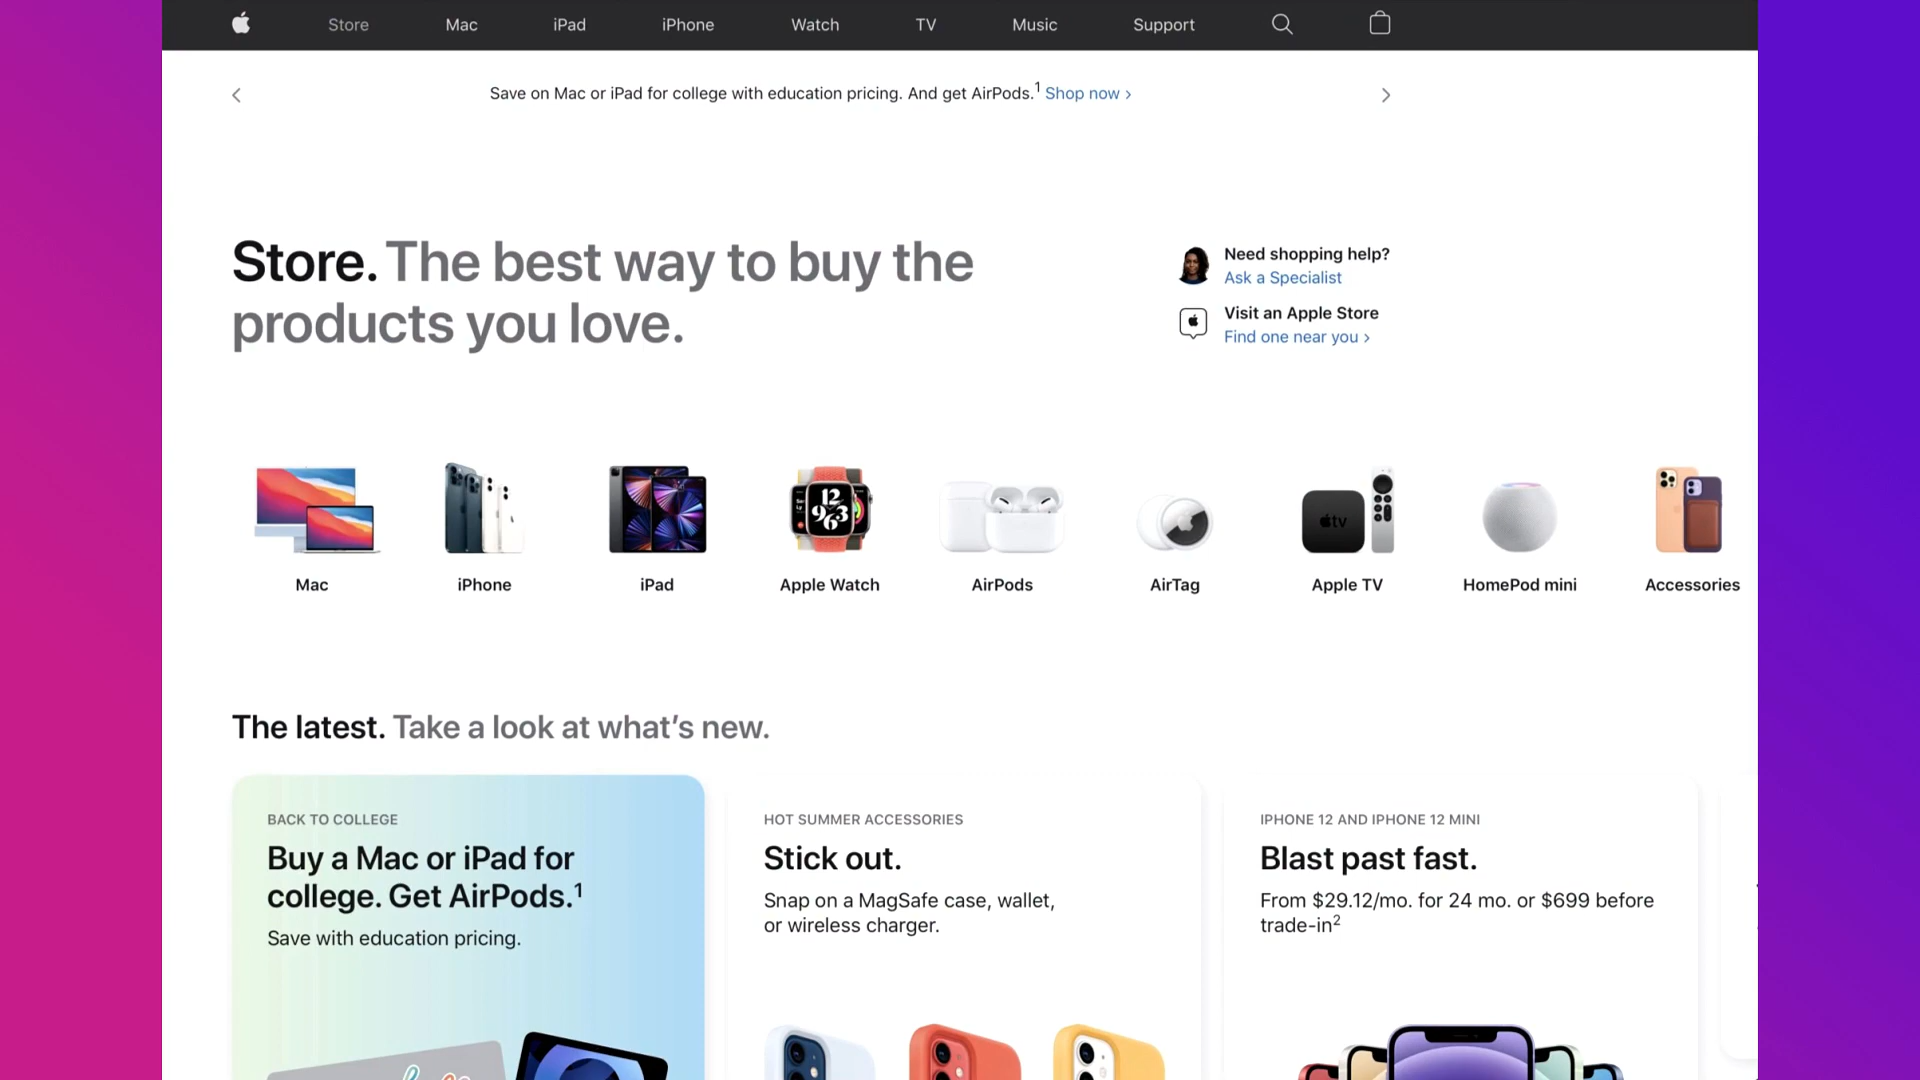 Store Mac iPad iPhone Watch TV Music Support
Save on Mac or iPad for college with education pricing. And get AirPods.1 Shop now >
Store. The best way to buy the
products you love.
Need shopping help?
Ask a Specialist
Visit an Apple Store
Find one near you >
12
9 6 3
tv
Mac iPhone iPad Apple Watch AirPods AirTag Apple TV HomePod mini Accessories
The latest. Take a look at what's new.
BACK TO COLLEGE
Buy a Mac or iPad for
college. Get AirPods.1
Save with education pricing.
HOT SUMMER ACCESSORIES
Stick out.
Snap on a MagSafe case, wallet,
or wireless charger.
IPHONE 12 AND IPHONE 12 MINI
Blast past fast.
From $29.12/mo. for 24 mo. or $699 before
trade-in2